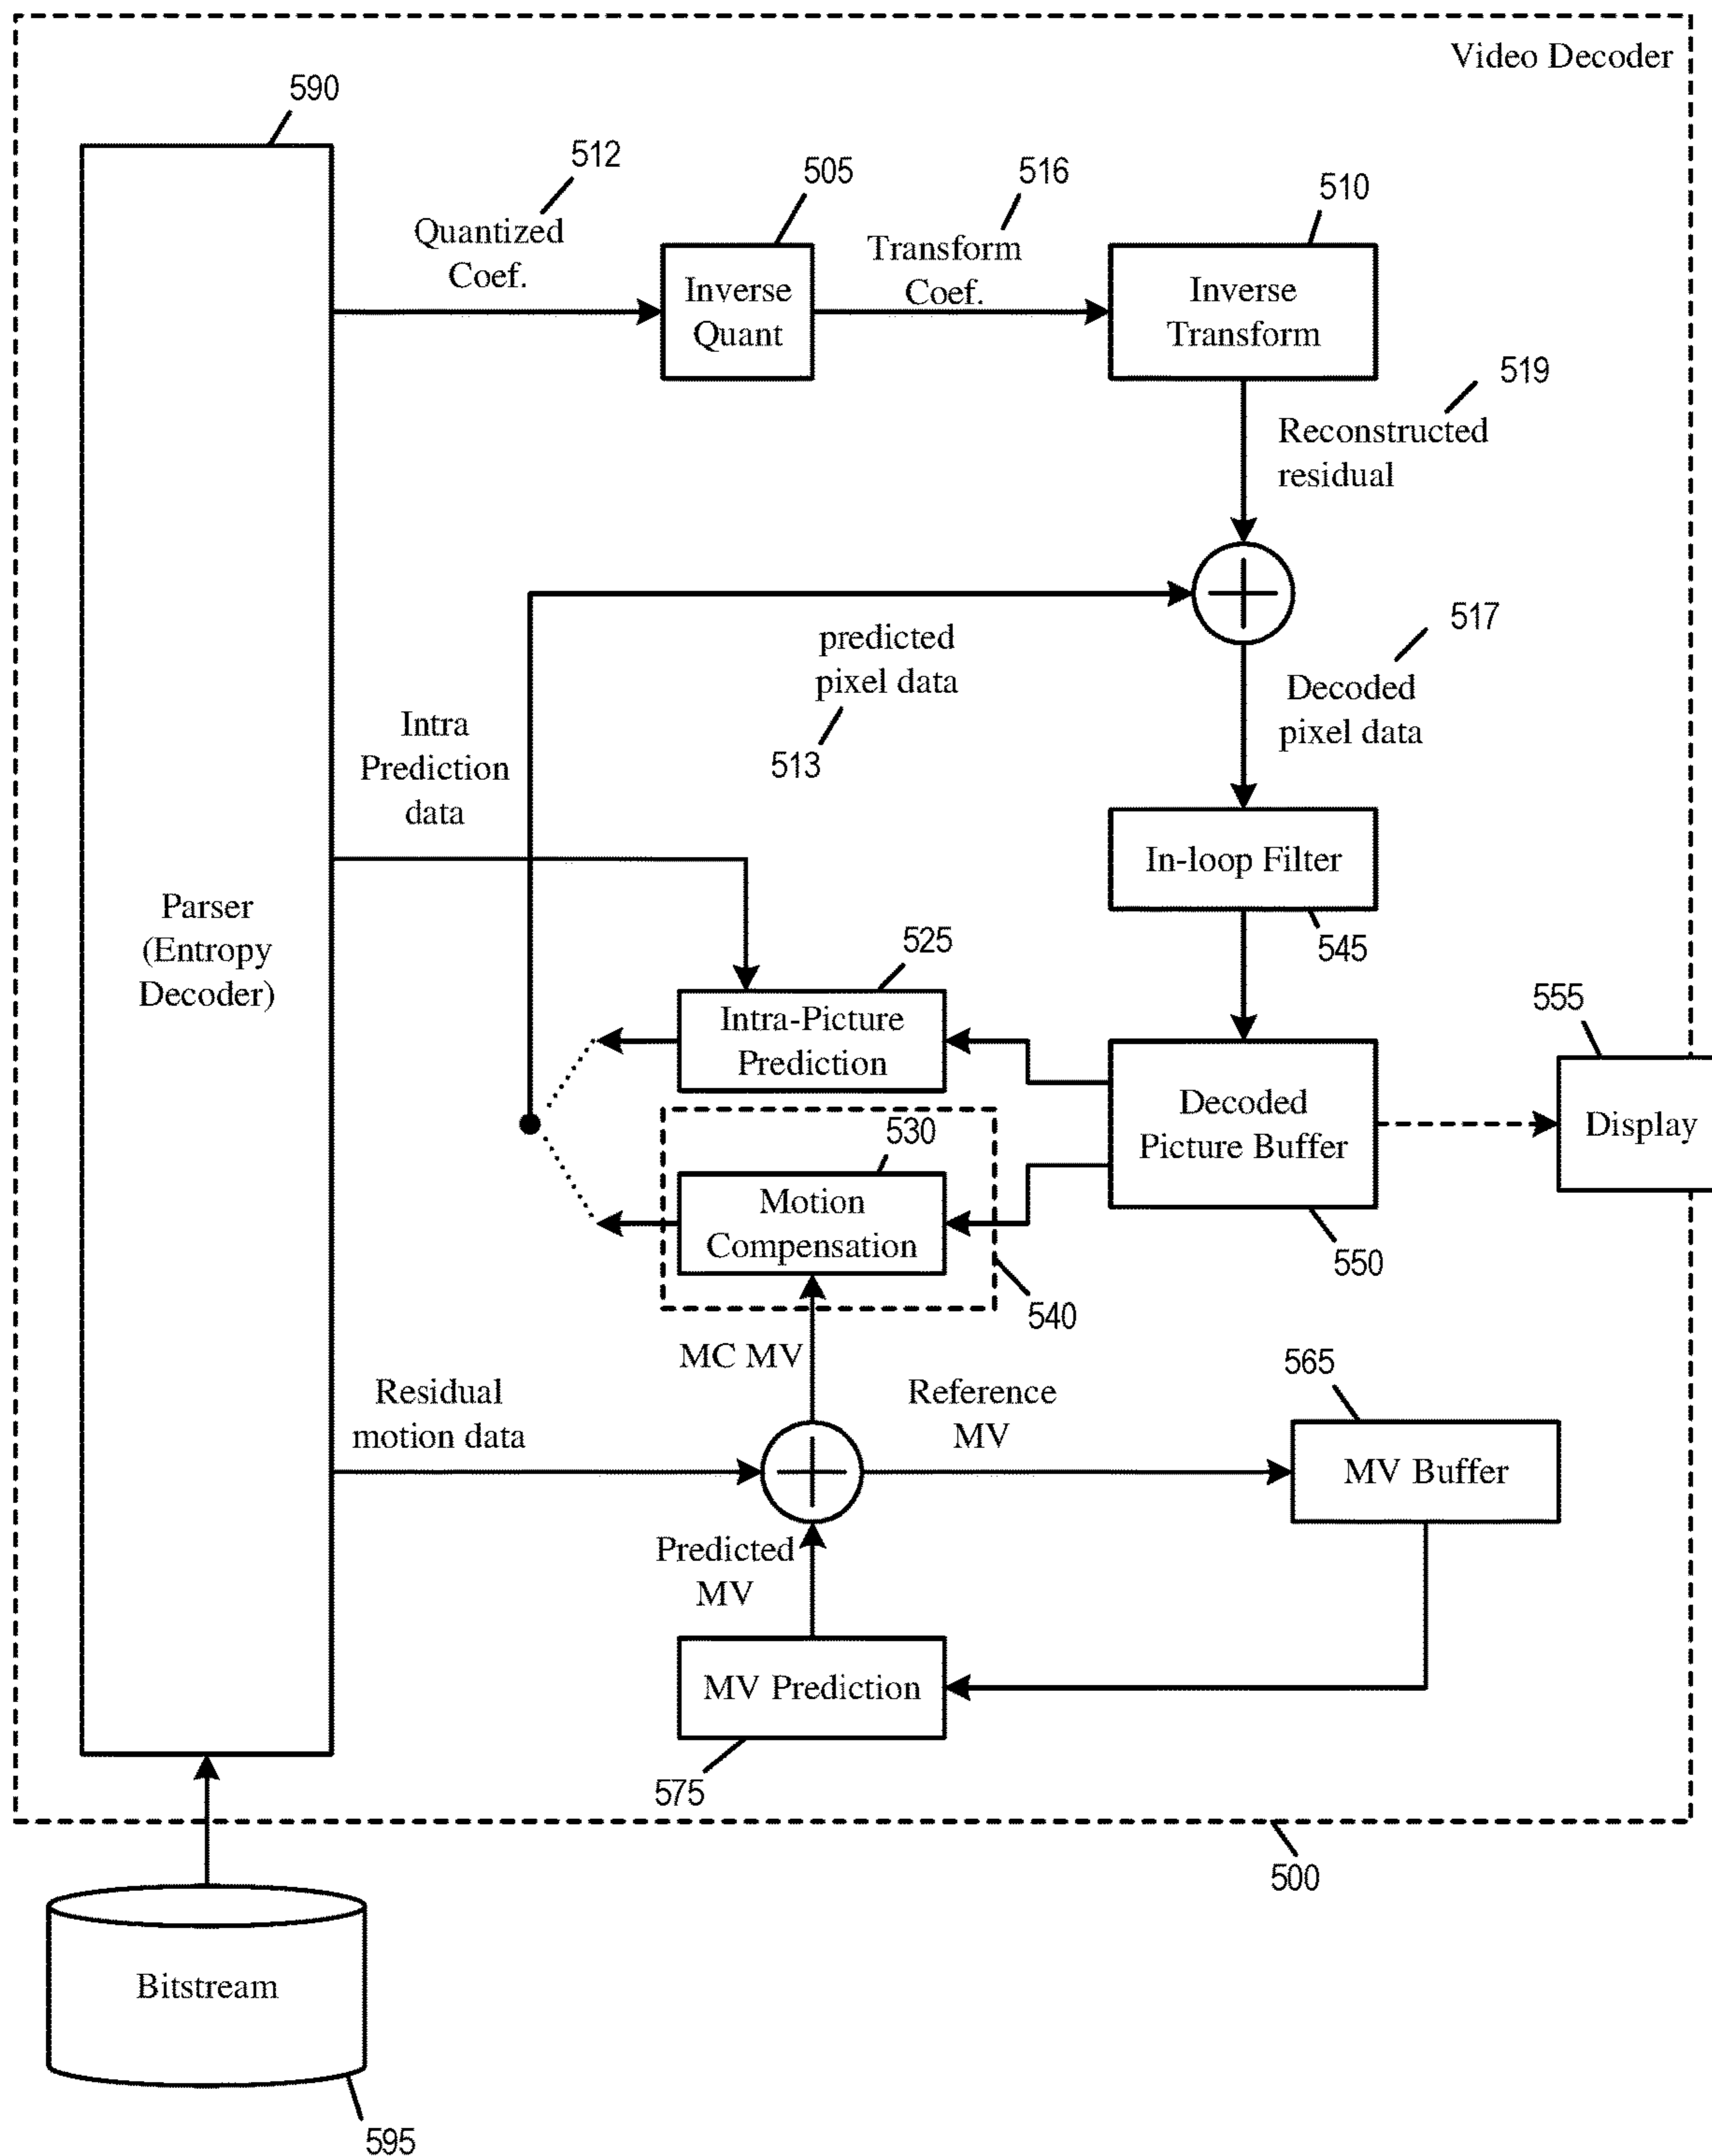 Video Decoder
590
512
505
516
510
Quantized
Coef.
Inverse
Quant
Transform
Coef.
Inverse
Transform
519
Reconstructed
residual
517
predicted
pixel data
513
Decoded
pixel data
Intra
Prediction
data
In-loop Filter
545
Parser
(Entropy
Decoder)
525
Intra-Picture
Prediction
555
Decoded
Picture Buffer
Display
530
Motion
Compensation
550
540
MC MV
565
Residual
motion data
Reference
MV
MV Buffer
Predicted
MV
MV Prediction
575
500
Bitstream
595